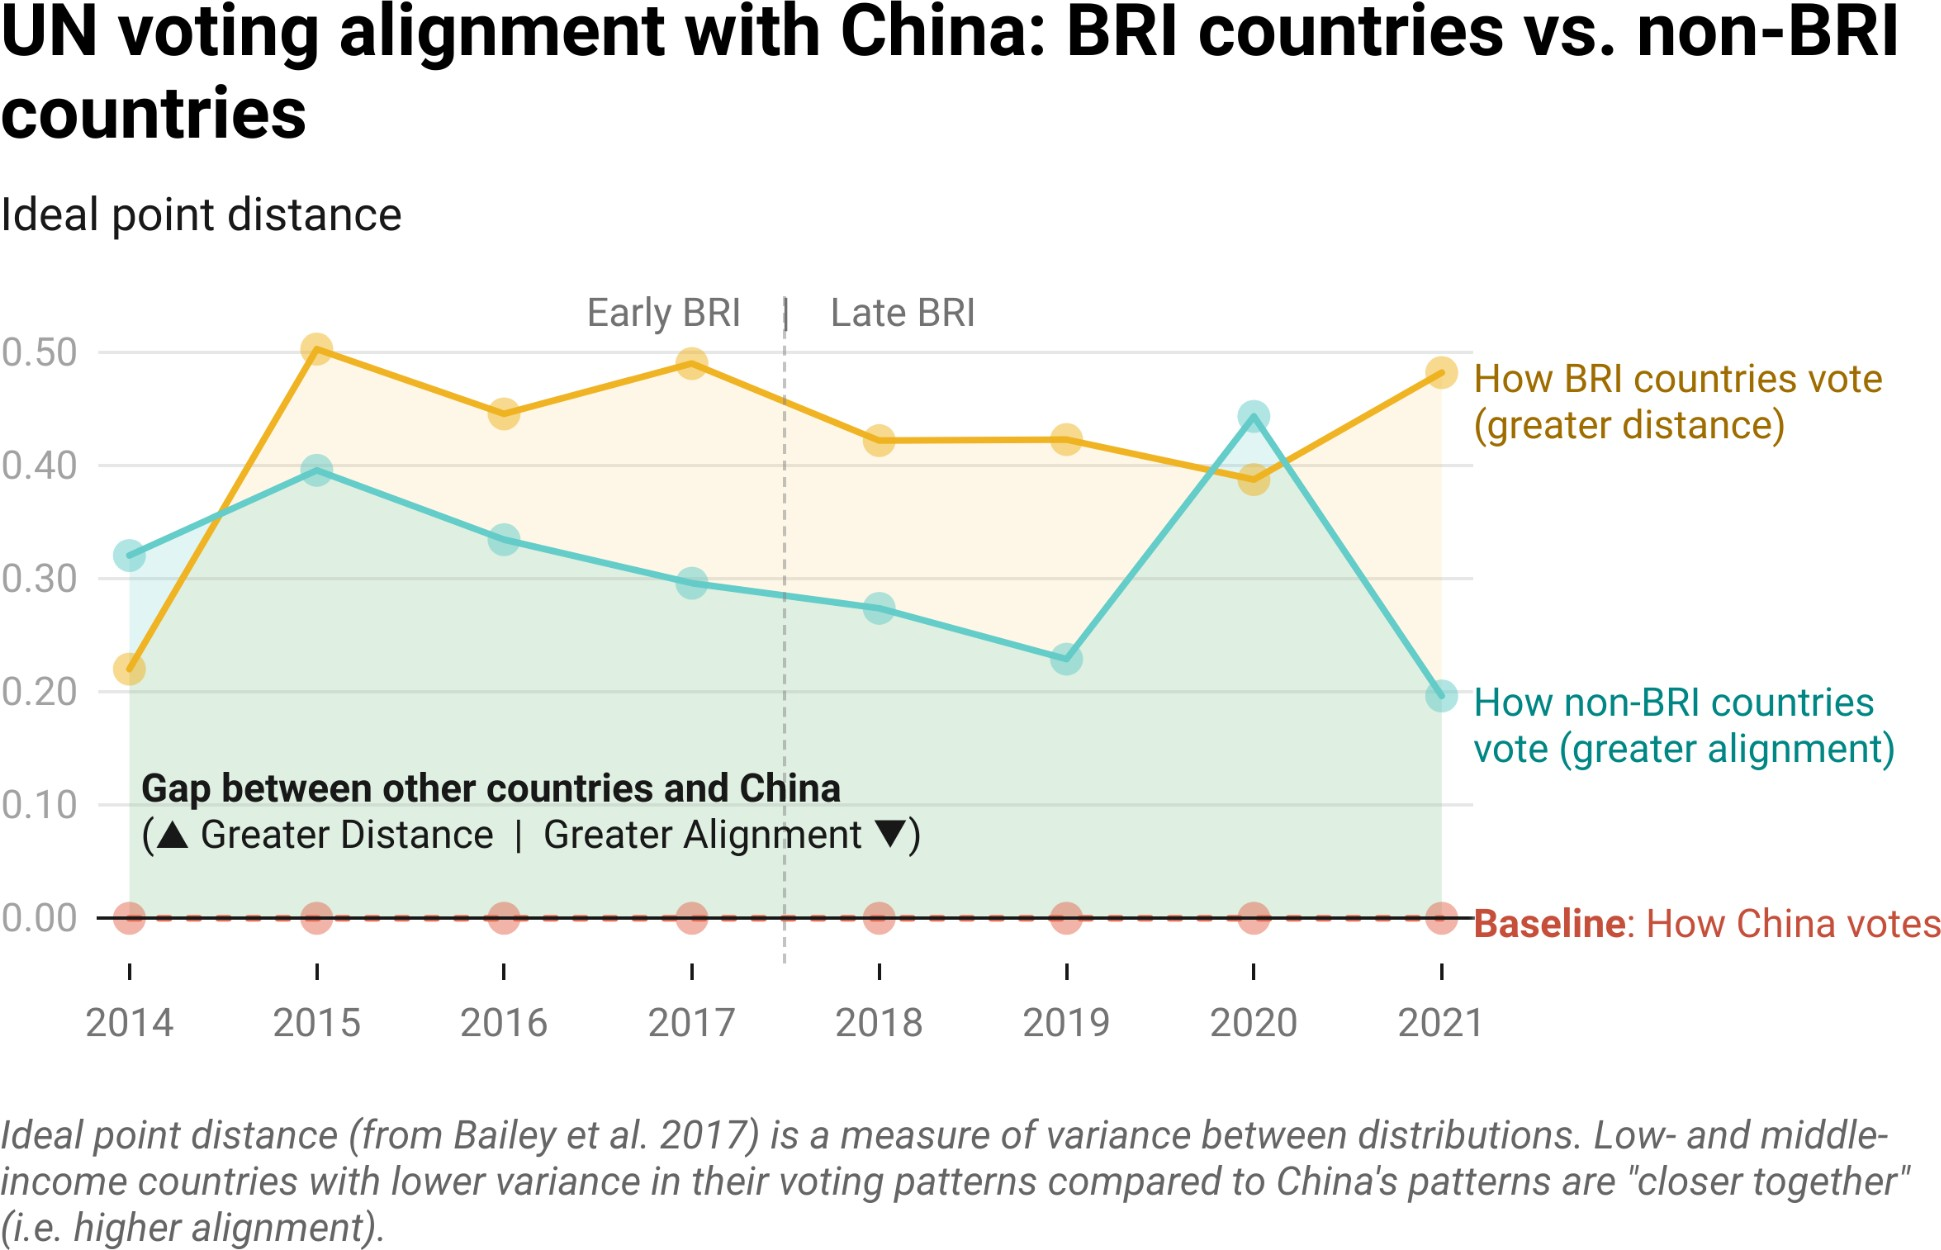 UN voting alignment with China: BRI countries vs. non-BRI
countries
Ideal point distance
Early BRI | Late BRI
0.50
How BRI countries vote
(greater distance)
0.40
0.30
0.20
How non-BRI countries
vote (greater alignment)
Gap between other countries and China
0.10
(▲ Greater Distance | Greater Alignment ▼)
0.00
Baseline: How China votes
2014 2015 2016 2017 2018 2019 2020 2021
Ideal point distance (from Bailey et al. 2017) is a measure of variance between distributions. Low- and middle-
income countries with lower variance in their voting patterns compared to China's patterns are "closer together"
(i.e. higher alignment).